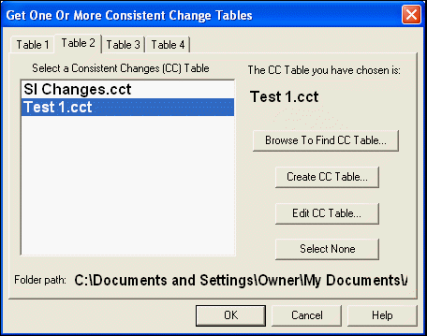 Get One Or More Consistent Change Tables
Table 1 Table 2 Table 3 Table 4
Select a Consistent Changes (CC) Table
The CC Table you have chosen is:
SI Changes.cct
Test 1.cct
Test 1.cct
Browse To Find CC Table...
Create CC Table...
Edit CC Table...
Select None
Folder path: C:\Documents and Settings\Owner\My Documents\
OK Cancel Help